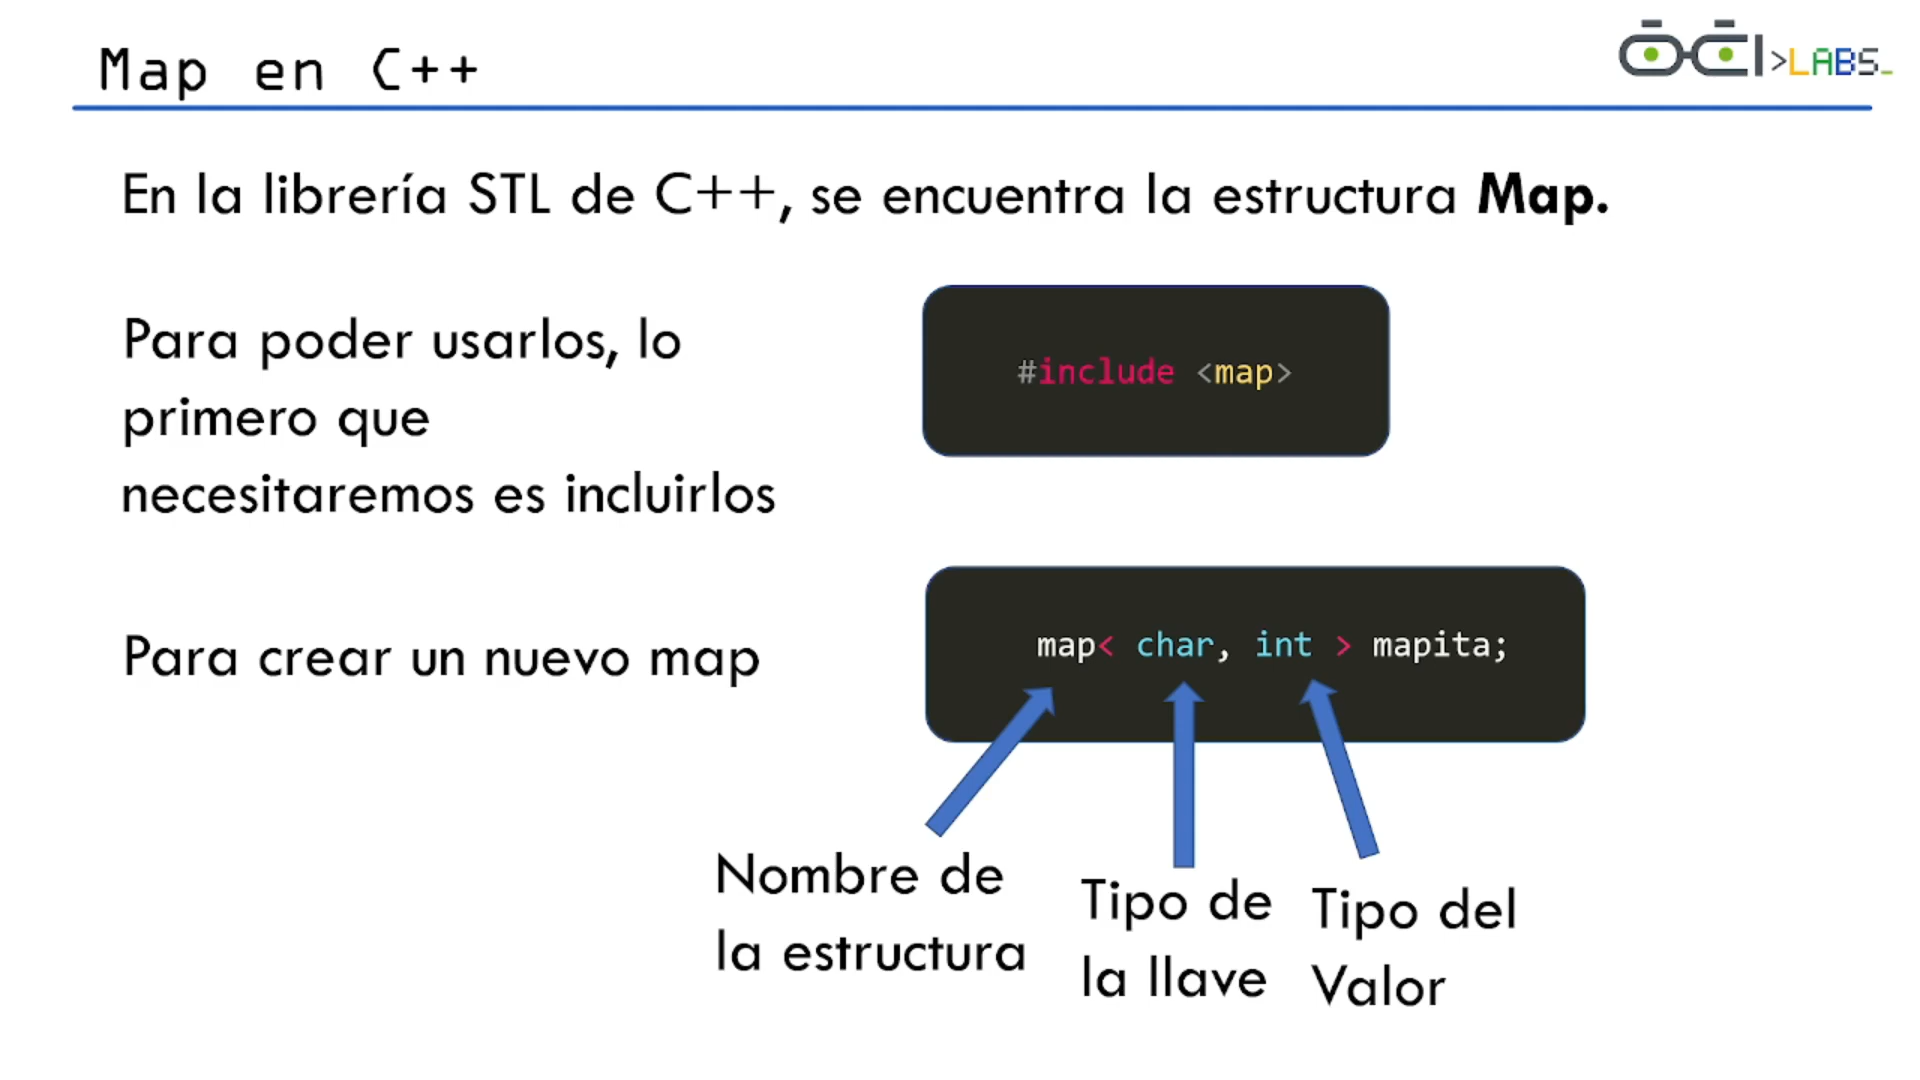 Map en C++
OCI>LABS_
En la librería STL de C++, se encuentra la estructura Map.
Para poder usarlos, lo
primero que
necesitaremos es incluirlos
#include <map>
Para crear un nuevo map
map< char, int > mapita;
Nombre de
la estructura
Tipo de
la llave
Tipo del
Valor